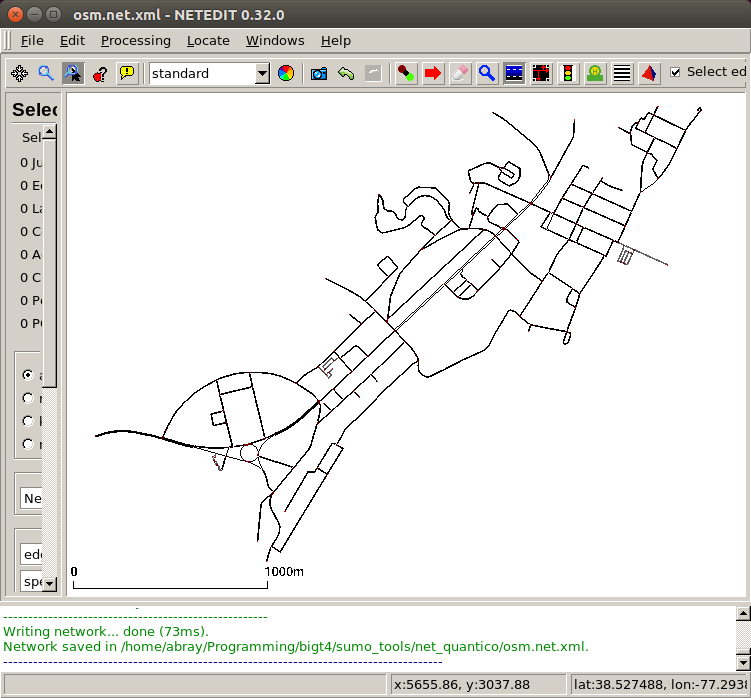 osm.net.xml - NETEDIT 0.32.0
File Edit Processing Locate Windows Help
standard
Select ed
Selec
Sel
0 Ju
0 E
0 La
0 C
0 A
0 C
0 P
0 P
a
r
k
r
Ne
ed
spe
0 1000m
----------------------------------------------------
Writing network... done (73ms).
Network saved in /home/abray/Programming/bigt4/sumo_tools/net_quantico/osm.net.xml.
x:5655.86, y:3037.88
lat:38.527488, lon:-77.2938